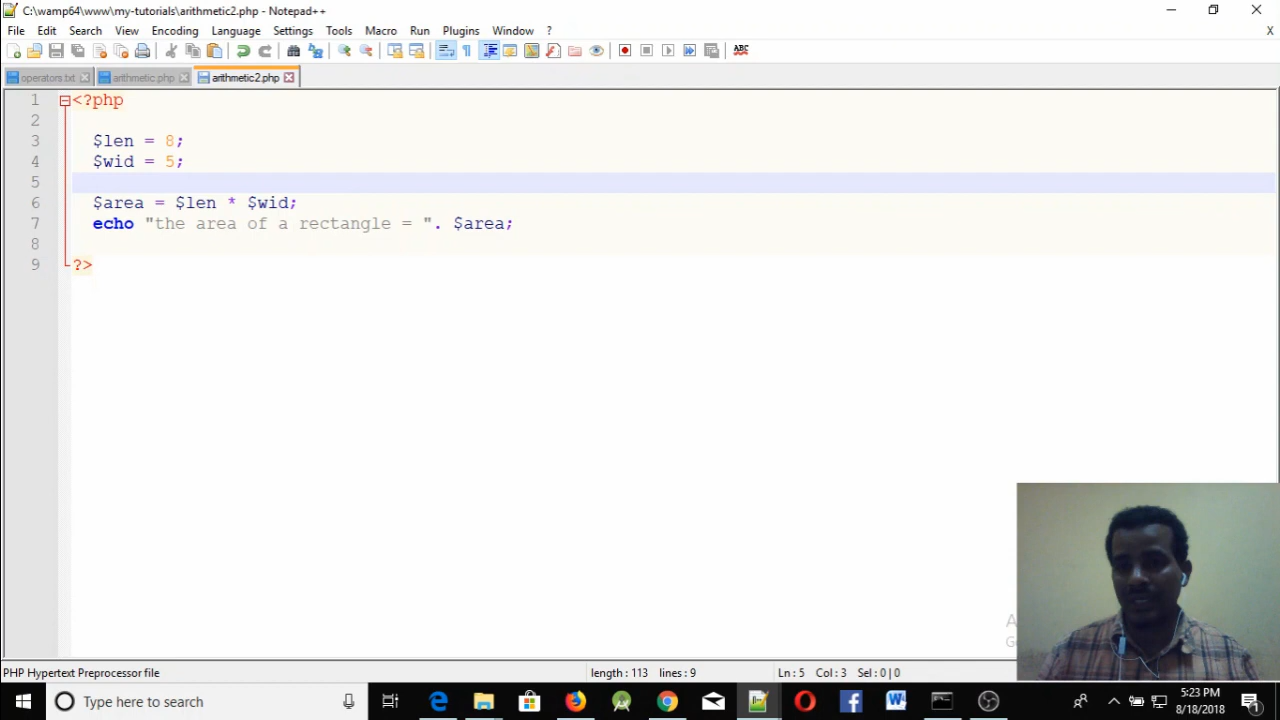 C:\wamp64\www\my-tutorials\arithmetic2.php - Notepad++
File Edit Search View Encoding Language Settings Tools Macro Run Plugins Window ? X
ABC
operators.txt arithmetic.php arithmetic2.php
1 <?php
2
3 $len = 8;
4 $wid = 5;
5
6 $area = $len * $wid;
7 echo "the area of a rectangle = ". $area;
8
9 ?>
PHP Hypertext Preprocessor file length : 113 lines : 9 Ln : 5 Col : 3 Sel : 0 | 0
Type here to search
W
5:23 PM
8/18/2018
1